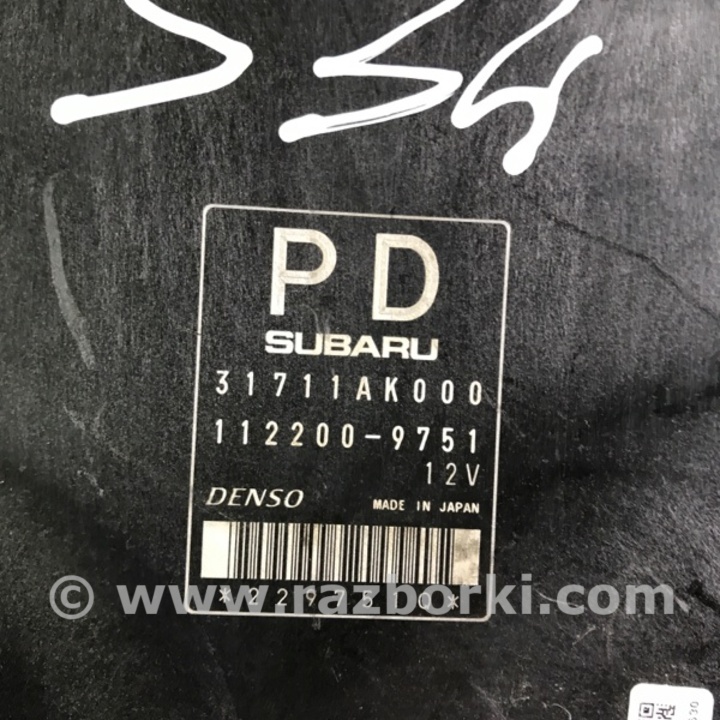 534
PD
SUBARU
31711AK000
112200-9751
12V
DENSO MADE IN JAPAN
© www.razborki.com